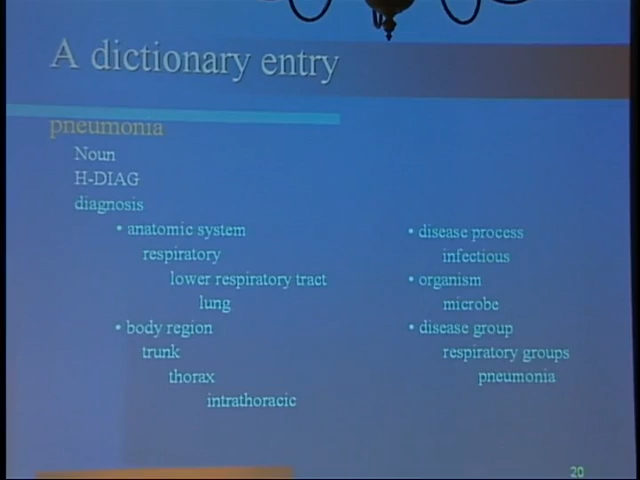 A dictionary entry
pneumonia
Noun
H-DIAG
diagnosis
• anatomic system
respiratory
lower respiratory tract
lung
• body region
trunk
thorax
intrathoracic
• disease process
infectious
• organism
microbe
• disease group
respiratory groups
pneumonia
20